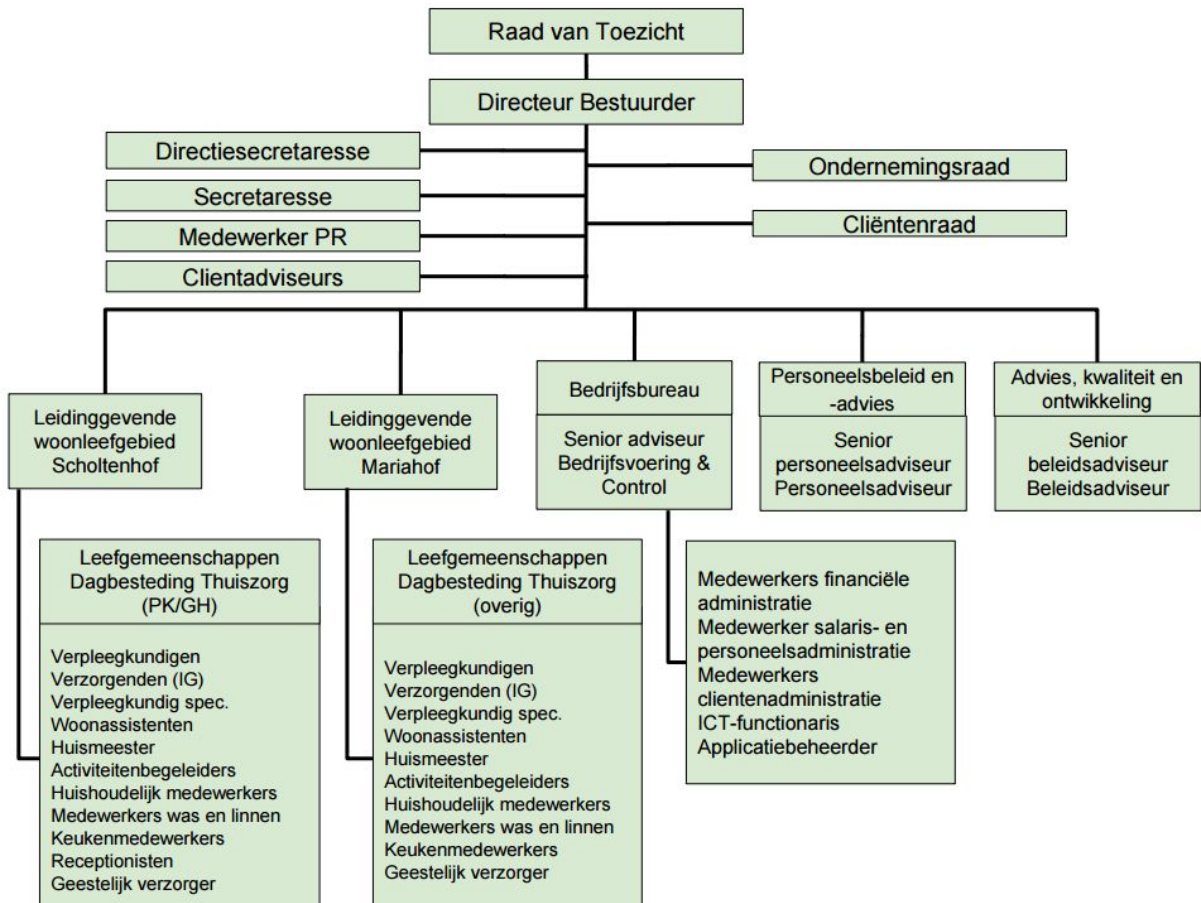 Raad van Toezicht
Directeur Bestuurder
Directiesecretaresse
Secretaresse
Medewerker PR
Clientadviseurs
Ondernemingsraad
Cliëntenraad
Leidinggevende
woonleefgebied
Scholtenhof
Leidinggevende
woonleefgebied
Mariahof
Bedrijfsbureau
Senior adviseur
Bedrijfsvoering &
Control
Personeelsbeleid en
-advies
Senior
personeelsadviseur
Personeelsadviseur
Advies, kwaliteit en
ontwikkeling
Senior
beleidsadviseur
Beleidsadviseur
Leefgemeenschappen
Dagbesteding Thuiszorg
(PK/GH)
Verpleegkundigen
Verzorgenden (IG)
Verpleegkundig spec.
Woonassistenten
Huismeester
Activiteitenbegeleiders
Huishoudelijk medewerkers
Medewerkers was en linnen
Keukenmedewerkers
Receptionisten
Geestelijk verzorger
Leefgemeenschappen
Dagbesteding Thuiszorg
(overig)
Verpleegkundigen
Verzorgenden (IG)
Verpleegkundig spec.
Woonassistenten
Huismeester
Activiteitenbegeleiders
Huishoudelijk medewerkers
Medewerkers was en linnen
Keukenmedewerkers
Geestelijk verzorger
Medewerkers financiële
administratie
Medewerker salaris- en
personeelsadministratie
Medewerkers
clientenadministratie
ICT-functionaris
Applicatiebeheerder